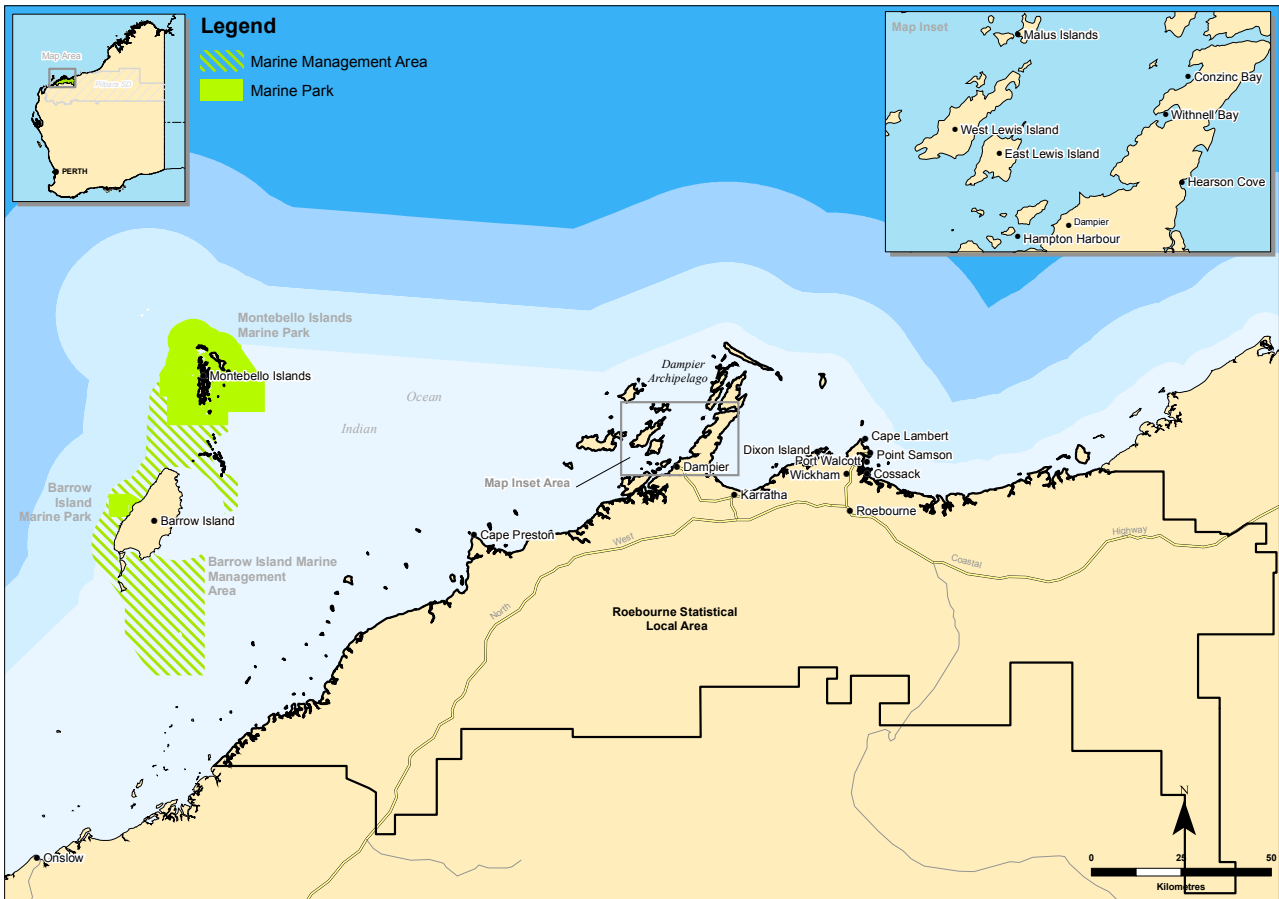 Legend
Marine Management Area
Marine Park
Map Area
Pilbara SD
PERTH
Map Inset
Malus Islands
Conzinc Bay
Withnell Bay
West Lewis Island
East Lewis Island
Hearson Cove
Dampier
Hampton Harbour
Montebello Islands
Marine Park
Montebello Islands
Dampier
Archipelago
Ocean
Indian
Cape Lambert
Dixon Island
Point Samson
Port Walcott
Dampier
Wickham
Cossack
Map Inset Area
Karratha
Barrow
Island
Marine Park
Roebourne
Barrow Island
Cape Preston
West
Highway
Coastal
Barrow Island Marine
Management
Area
North
Roebourne Statistical
Local Area
Onslow
N
0
25
50
Kilometres